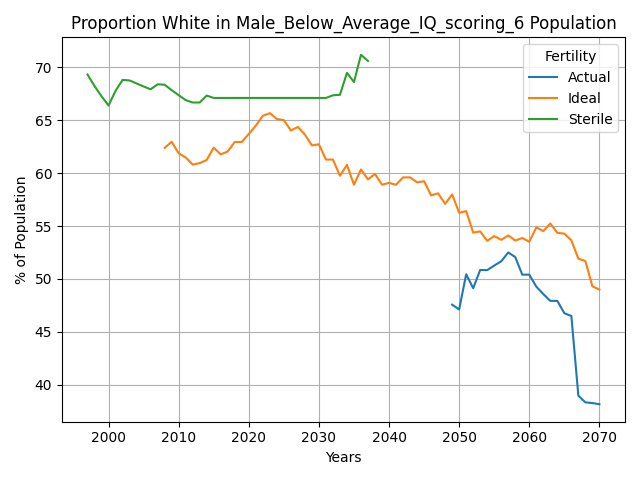 Proportion White in Male_Below_Average_IQ_scoring_6 Population
Fertility
Actual
Ideal
Sterile
% of Population
70
65
60
55
50
45
40
2000 2010 2020 2030 2040 2050 2060 2070
Years